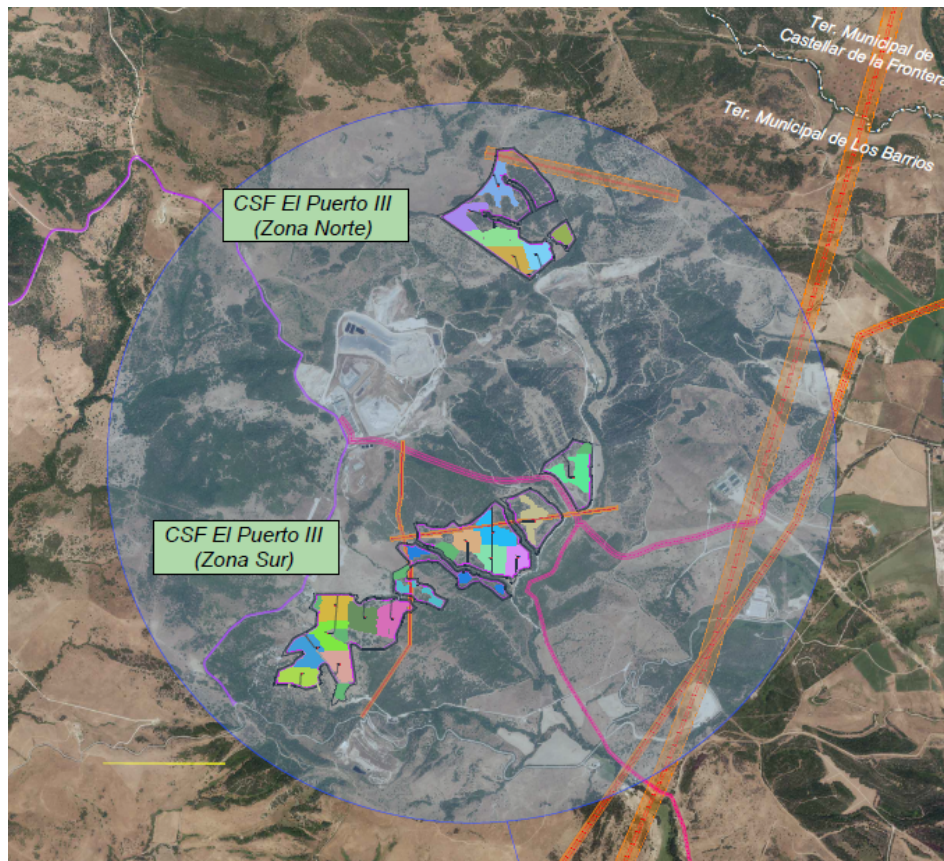 Ter. Municipal de
Castellar de la Frontera
Ter. Municipal de Los Barrios
CSF El Puerto III
(Zona Norte)
CSF El Puerto III
(Zona Sur)